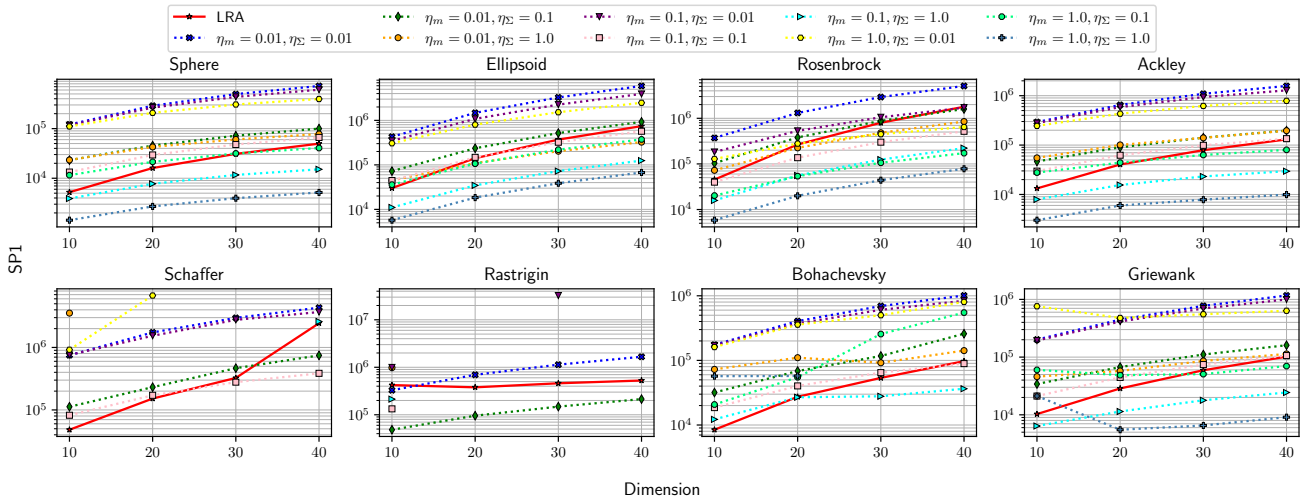 LRA
η_m = 0.01, η_Σ = 0.01
η_m = 0.01, η_Σ = 0.1
η_m = 0.01, η_Σ = 1.0
η_m = 0.1, η_Σ = 0.01
η_m = 0.1, η_Σ = 0.1
η_m = 0.1, η_Σ = 1.0
η_m = 1.0, η_Σ = 0.01
η_m = 1.0, η_Σ = 0.1
η_m = 1.0, η_Σ = 1.0
SP1
Sphere
10^5
10^4
10 20 30 40
Ellipsoid
10^6
10^5
10^4
10 20 30 40
Rosenbrock
10^6
10^5
10^4
10 20 30 40
Ackley
10^6
10^5
10^4
10 20 30 40
Schaffer
10^6
10^5
10 20 30 40
Rastrigin
10^7
10^6
10^5
10 20 30 40
Bohachevsky
10^6
10^5
10^4
10 20 30 40
Griewank
10^6
10^5
10^4
10 20 30 40
Dimension